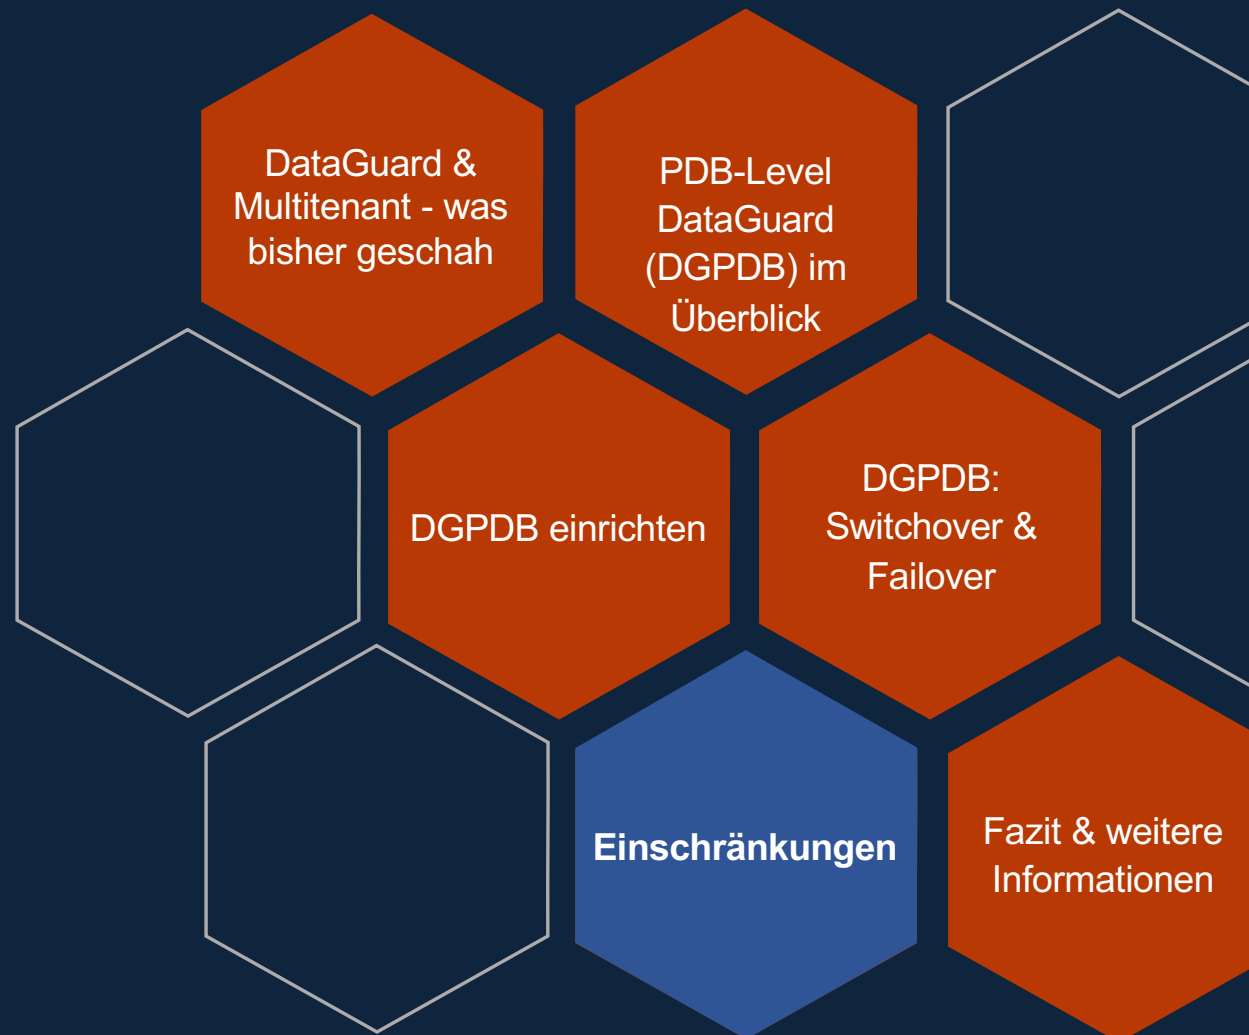 DataGuard &
Multitenant - was
bisher geschah
PDB-Level
DataGuard
(DGPDB) im
Überblick
DGPDB einrichten
DGPDB:
Switchover &
Failover
Einschränkungen
Fazit & weitere
Informationen